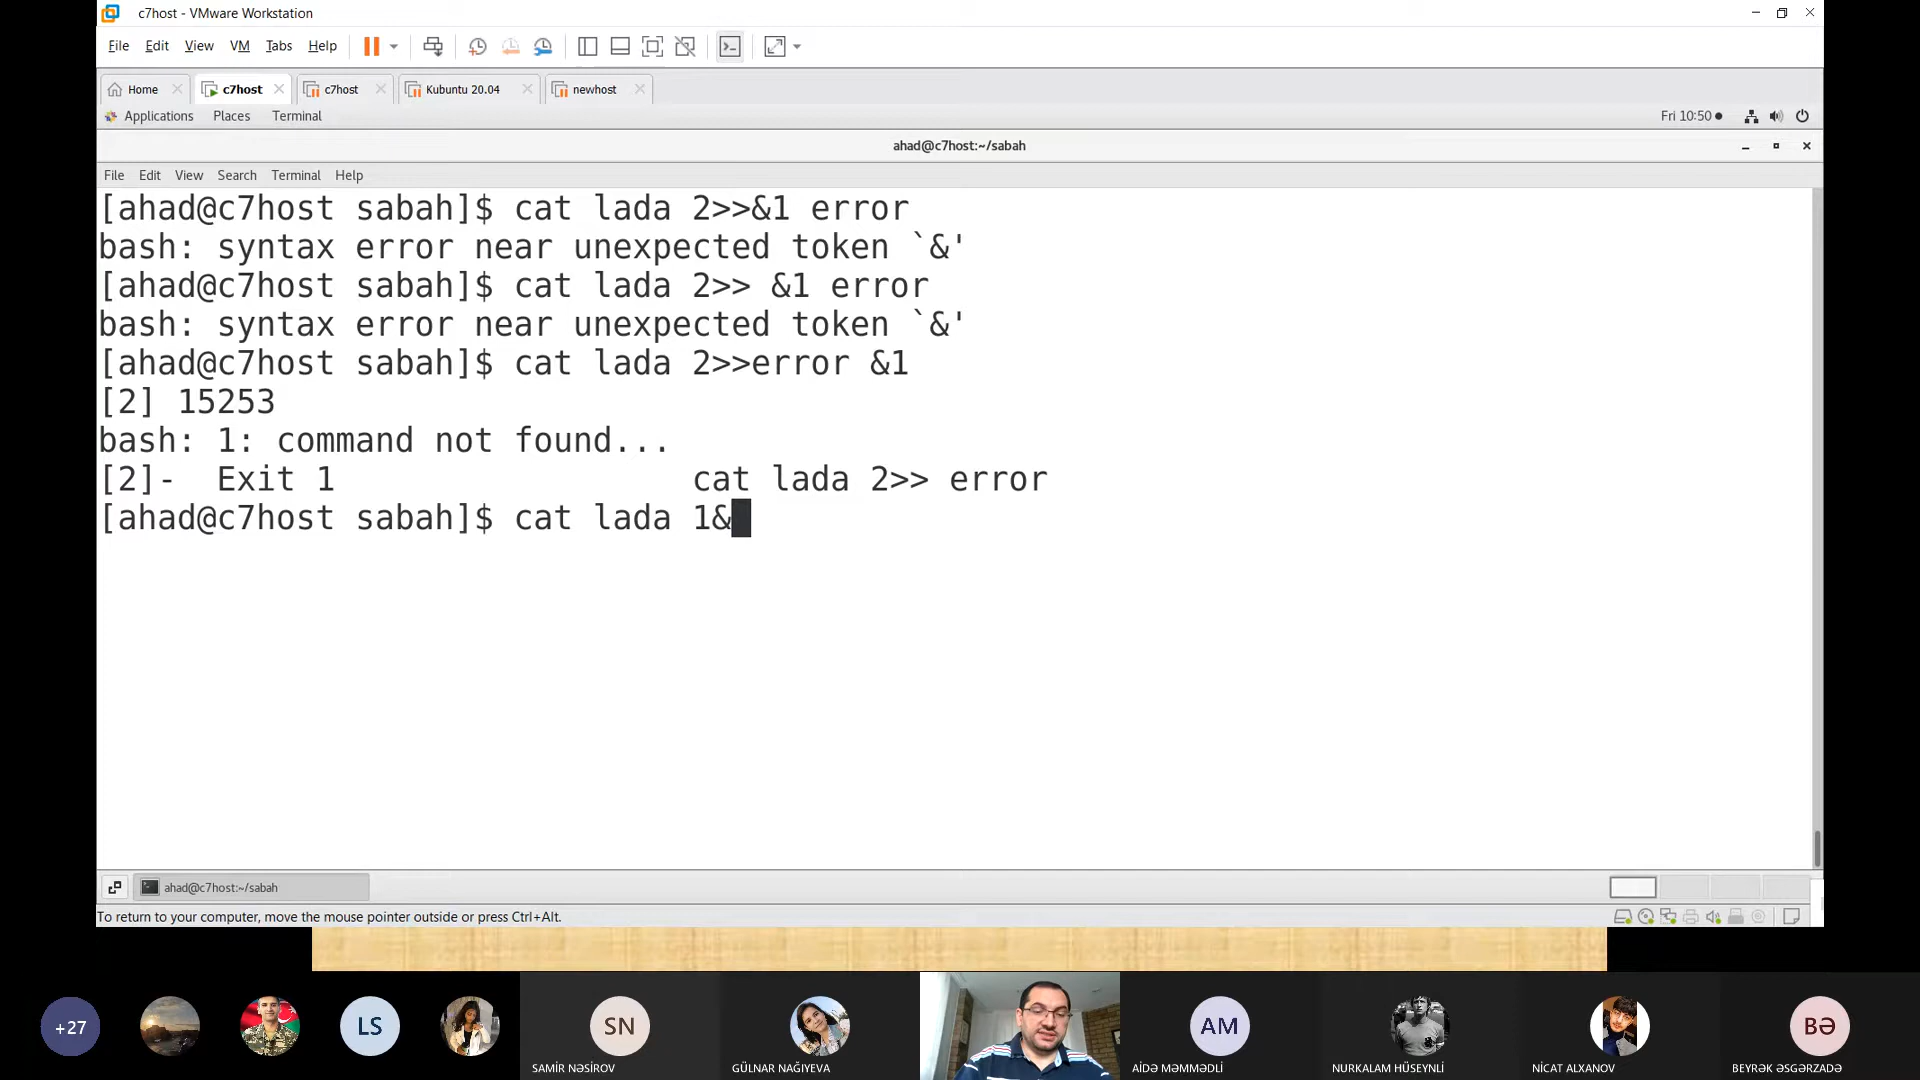 c7host - VMware Workstation
File Edit View VM Tabs Help
Home c7host c7host Kubuntu 20.04 newhost
Applications Places Terminal Fri 10:50
ahad@c7host:~/sabah
File Edit View Search Terminal Help
[ahad@c7host sabah]$ cat lada 2>>&1 error
bash: syntax error near unexpected token `&'
[ahad@c7host sabah]$ cat lada 2>> &1 error
bash: syntax error near unexpected token `&'
[ahad@c7host sabah]$ cat lada 2>>error &1
[2] 15253
bash: 1: command not found...
[2]-  Exit 1                  cat lada 2>> error
[ahad@c7host sabah]$ cat lada 1&
ahad@c7host:~/sabah
To return to your computer, move the mouse pointer outside or press Ctrl+Alt.
+27 LS SN AM BƏ
SAMİR NƏSİROV GÜLNAR NAĞIYEVA AİDƏ MƏMMƏDLİ NURKALAM HÜSEYNLİ NİCAT ALXANOV BEYRƏK ƏSGƏRZADƏ